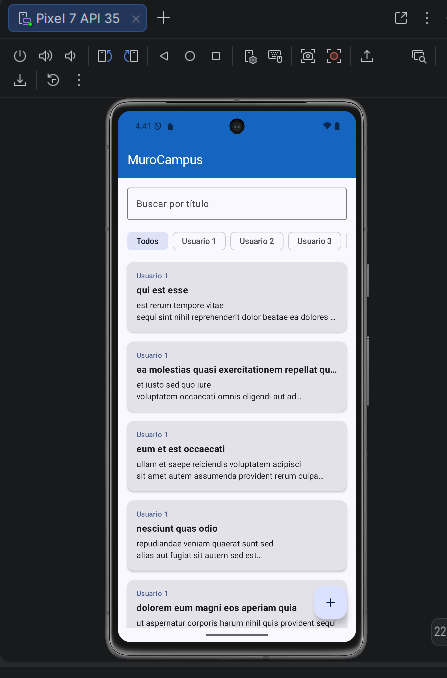 Pixel 7 API 35
4:41
MuroCampus
Buscar por título
Todos
Usuario 1
Usuario 2
Usuario 3
Usuario 1
qui est esse
est rerum tempore vitae
sequi sint nihil reprehenderit dolor beatae ea dolores ...
Usuario 1
ea molestias quasi exercitationem repellat qu...
et iusto sed quo iure
voluptatem occaecati omnis eligendi aut ad...
Usuario 1
eum et est occaecati
ullam et saepe reiciendis voluptatem adipisci
sit amet autem assumenda provident rerum culpa...
Usuario 1
nesciunt quas odio
repudiandae veniam quaerat sunt sed
alias aut fugiat sit autem sed est...
Usuario 1
dolorem eum magni eos aperiam quia
ut aspernatur corporis harum nihil quis provident sequi
22